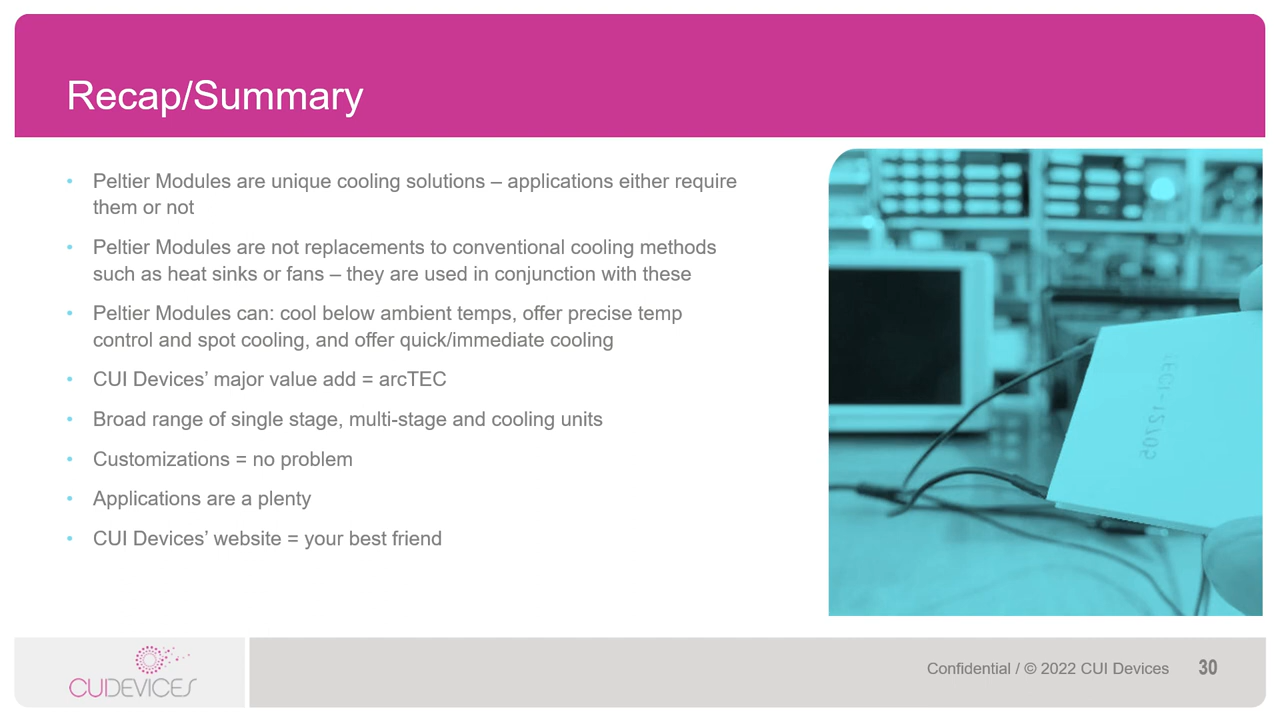 Recap/Summary
• Peltier Modules are unique cooling solutions – applications either require
them or not
• Peltier Modules are not replacements to conventional cooling methods
such as heat sinks or fans – they are used in conjunction with these
• Peltier Modules can: cool below ambient temps, offer precise temp
control and spot cooling, and offer quick/immediate cooling
• CUI Devices’ major value add = arcTEC
• Broad range of single stage, multi-stage and cooling units
• Customizations = no problem
• Applications are a plenty
• CUI Devices’ website = your best friend
TEC1-12706
CUIDEVICES
Confidential / © 2022 CUI Devices 30